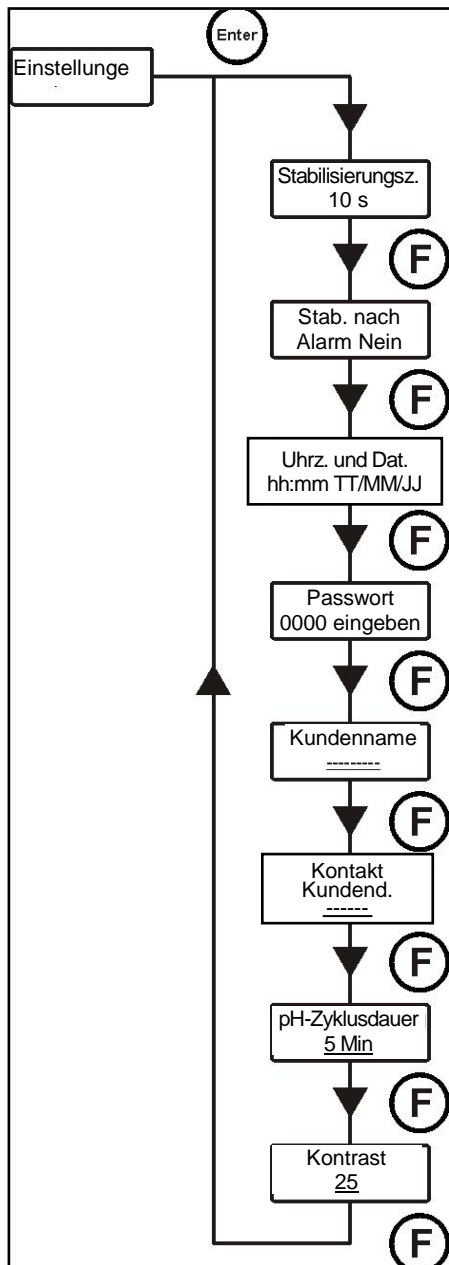 Enter
Einstellunge
Stabilisierungsz.
10 s
F
Stab. nach
Alarm Nein
F
Uhrz. und Dat.
hh:mm TT/MM/JJ
F
Passwort
0000 eingeben
F
Kundenname
---------
F
Kontakt
Kundend.
------
F
pH-Zyklusdauer
5 Min
F
Kontrast
25
F